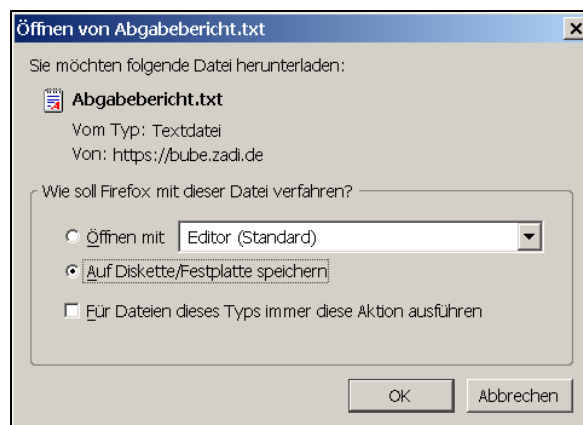 Öffnen von Abgabebericht.txt
Sie möchten folgende Datei herunterladen:
Abgabebericht.txt
Vom Typ: Textdatei
Von: https://bube.zadi.de
Wie soll Firefox mit dieser Datei verfahren?
Öffnen mit Editor (Standard)
Auf Diskette/Festplatte speichern
Für Dateien dieses Typs immer diese Aktion ausführen
OK Abbrechen